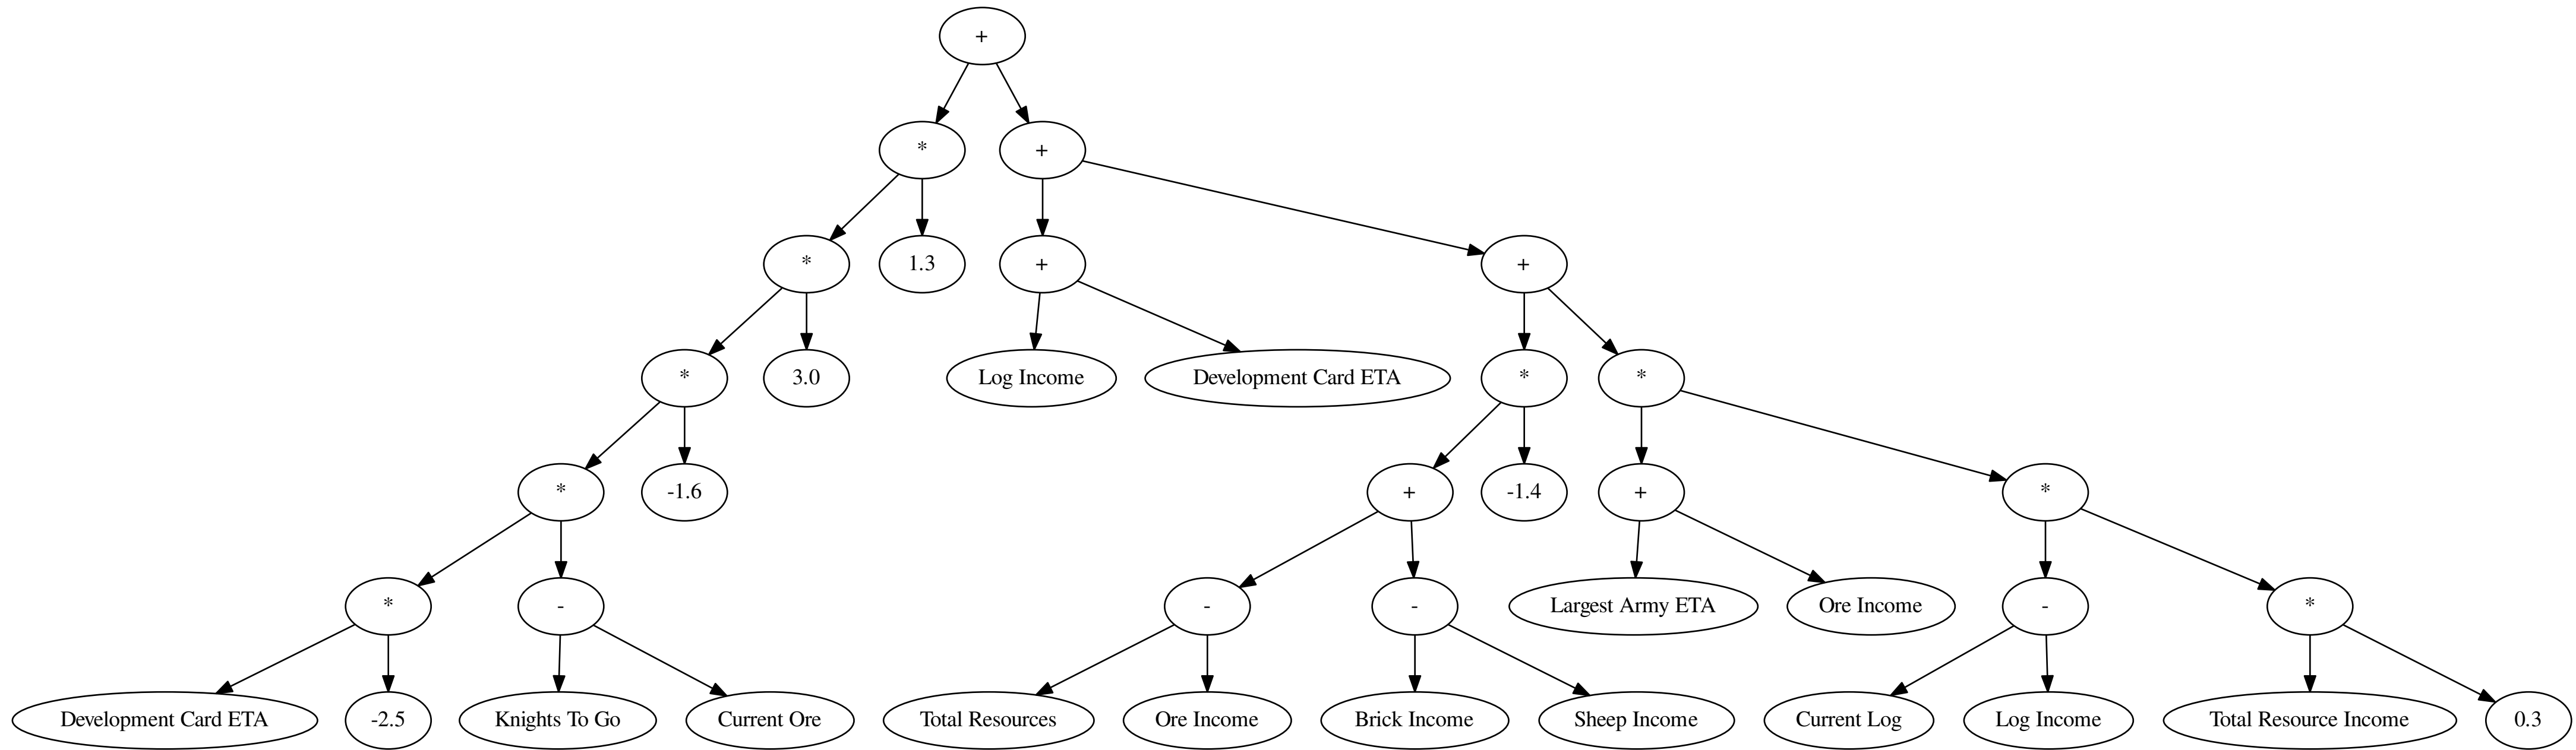 +
*
+
*
1.3
+
+
*
3.0
Log Income
Development Card ETA
*
*
*
-1.6
+
-1.4
+
*
*
-
-
-
Largest Army ETA
Ore Income
-
*
Development Card ETA
-2.5
Knights To Go
Current Ore
Total Resources
Ore Income
Brick Income
Sheep Income
Current Log
Log Income
Total Resource Income
0.3